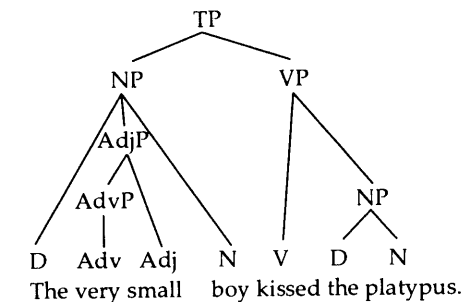 TP
NP VP
AdjP
AdvP NP
D Adv Adj N V D N
The very small boy kissed the platypus.